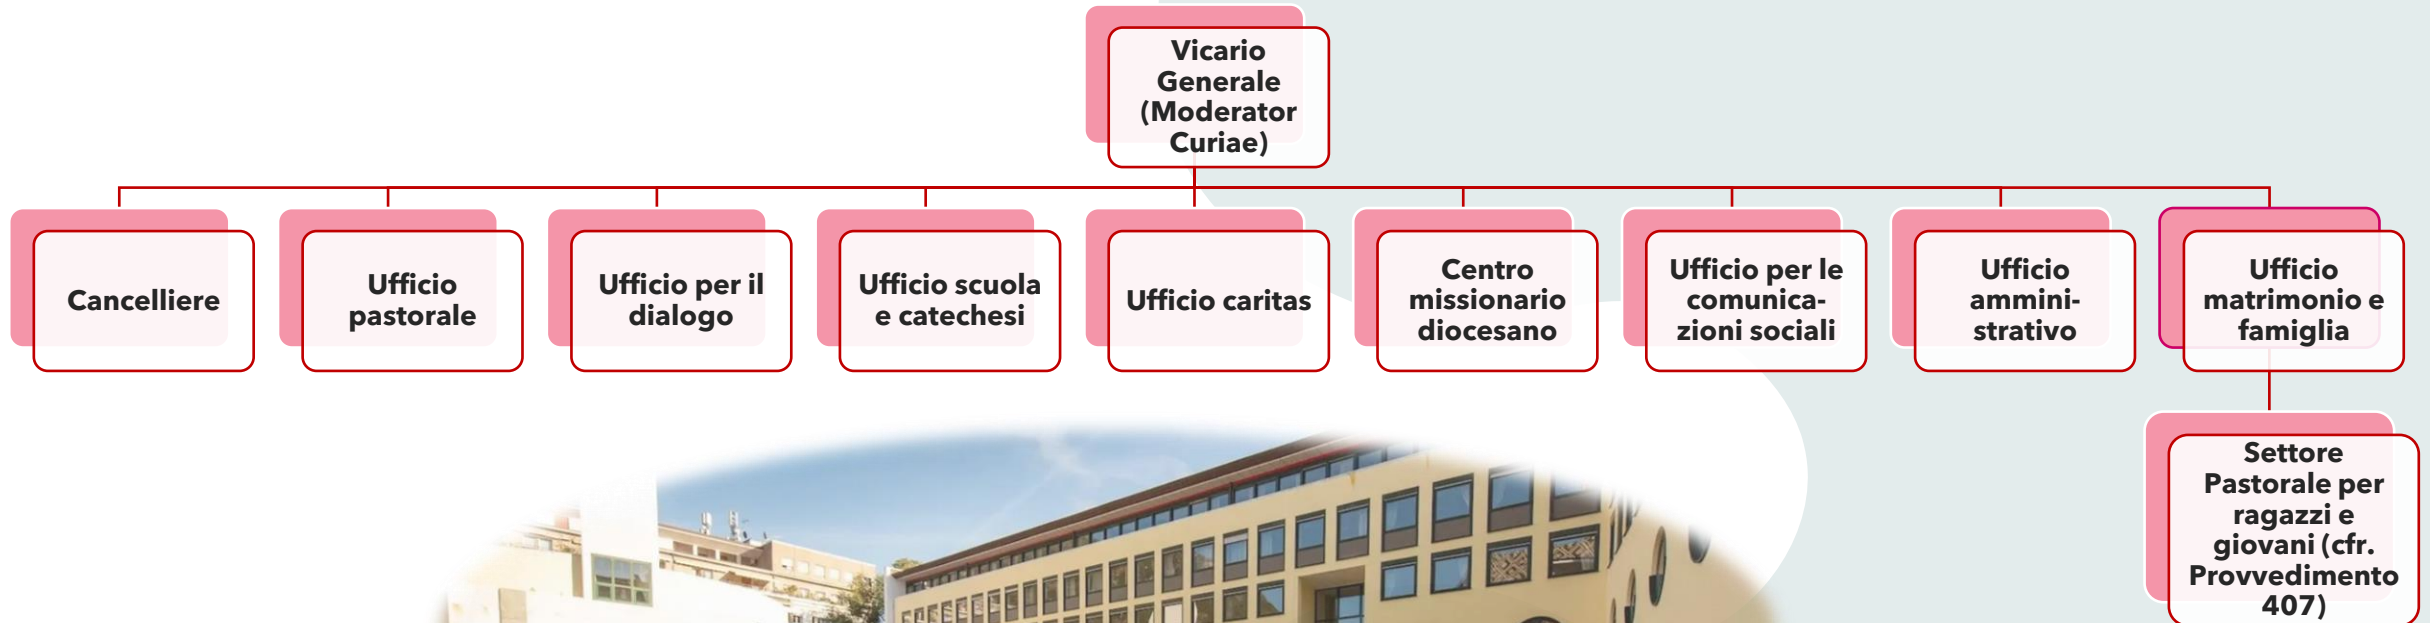 Vicario
Generale
(Moderator
Curiae)
Cancelliere
Ufficio
pastorale
Ufficio per il
dialogo
Ufficio scuola
e catechesi
Ufficio caritas
Centro
missionario
diocesano
Ufficio per le
comunica-
zioni sociali
Ufficio
ammini-
strativo
Ufficio
matrimonio e
famiglia
Settore
Pastorale per
ragazzi e
giovani (cfr.
Provvedimento
407)